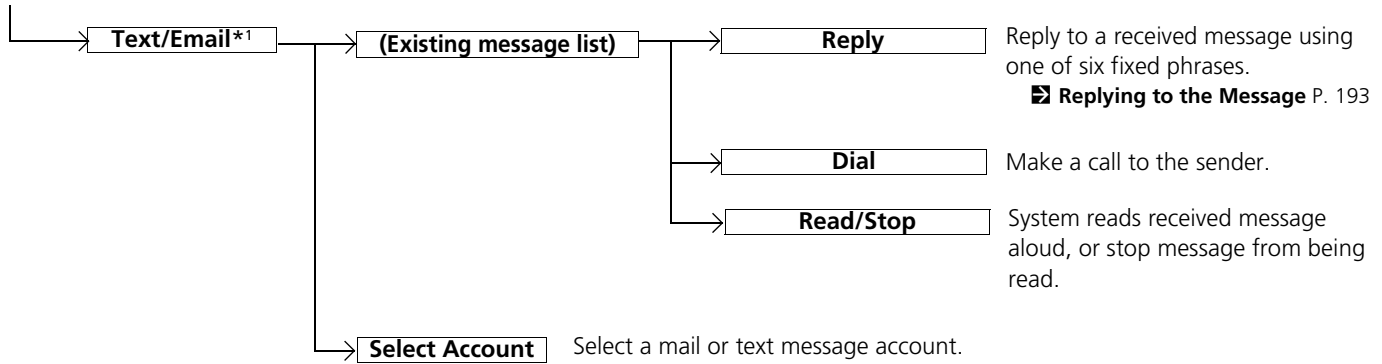 Text/Email*1
(Existing message list)
Reply
Reply to a received message using
one of six fixed phrases.
Replying to the Message P. 193
Dial
Make a call to the sender.
Read/Stop
System reads received message
aloud, or stop message from being
read.
Select Account
Select a mail or text message account.